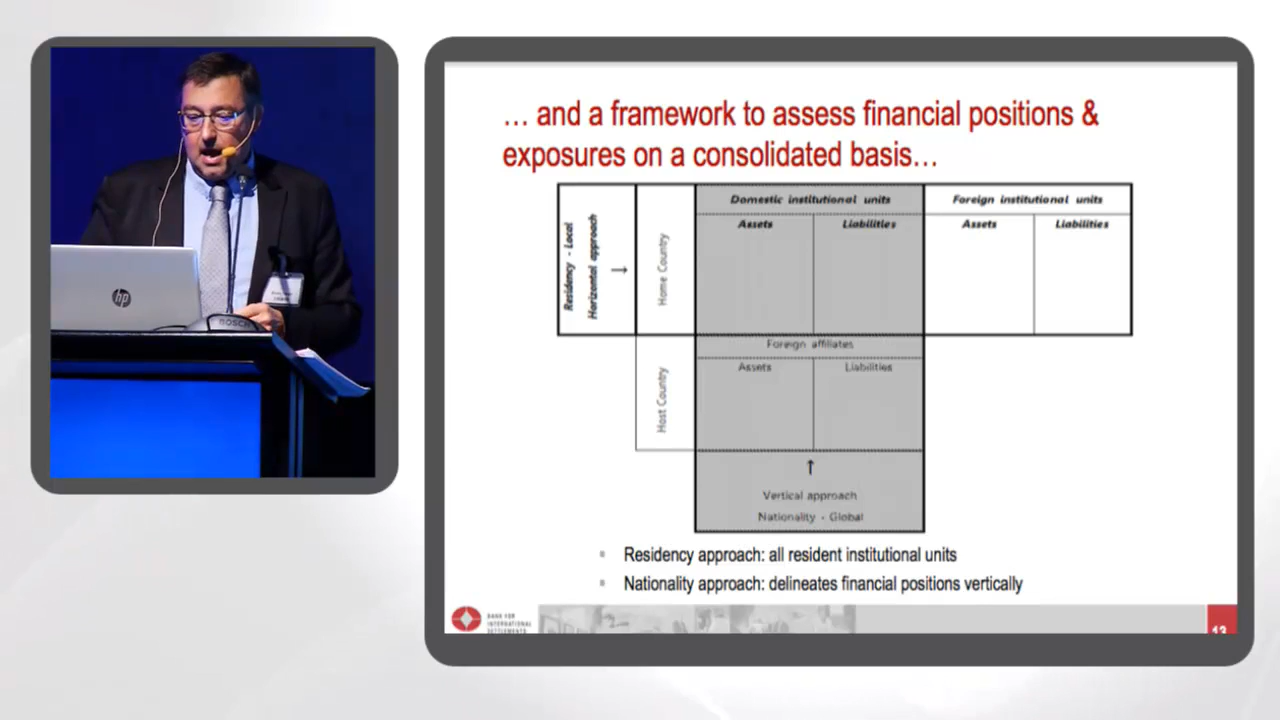 … and a framework to assess financial positions &
exposures on a consolidated basis…
Residency - Local
Horizontal approach
↓
Home Country
Domestic institutional units
Foreign institutional units
Assets
Liabilities
Assets
Liabilities
Host Country
Foreign affiliates
Assets
Liabilities
↑
Vertical approach
Nationality - Global
Residency approach: all resident institutional units
Nationality approach: delineates financial positions vertically
BANK FOR
INTERNATIONAL
SETTLEMENTS
13
hp
BOSCH